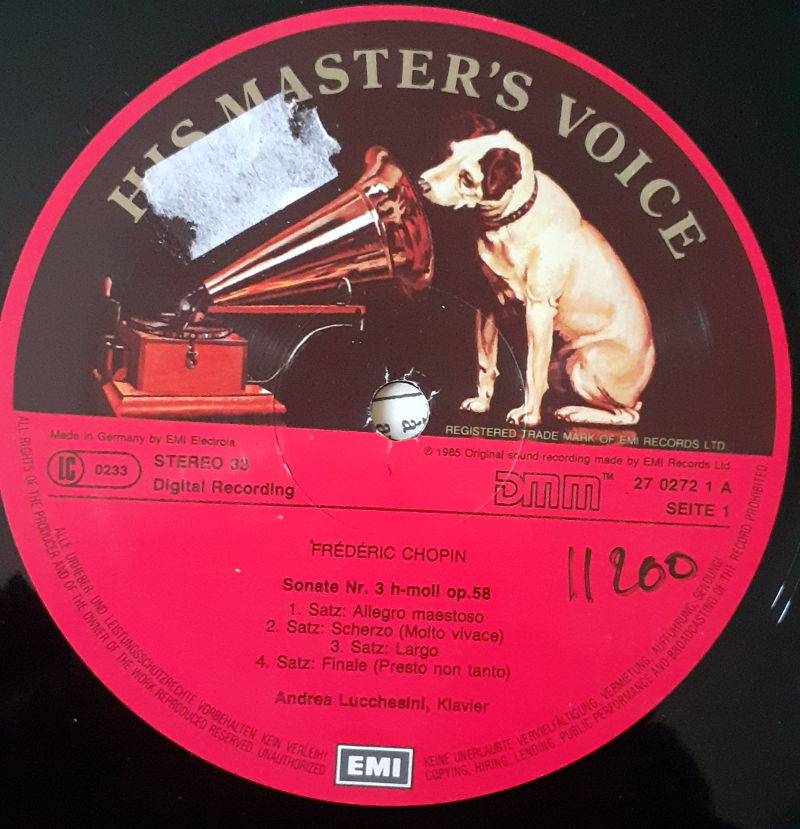 HIS MASTER'S VOICE
REGISTERED TRADE MARK OF EMI RECORDS LTD.
Made in Germany by EMI Electrola
℗ 1985 Original sound recording made by EMI Records Ltd.
LC 0233
STEREO 33
Digital Recording
DMM™
27 0272 1 A
SEITE 1
FRÉDÉRIC CHOPIN
11200
Sonate Nr. 3 h-moll op.58
1. Satz: Allegro maestoso
2. Satz: Scherzo (Molto vivace)
3. Satz: Largo
4. Satz: Finale (Presto non tanto)
Andrea Lucchesini, Klavier
EMI
ALLE URHEBER- UND LEISTUNGSSCHUTZRECHTE VORBEHALTEN KEIN VERLEIH!
KEINE UNERLAUBTE VERVIELFÄLTIGUNG, VERMIETUNG, AUFFÜHRUNG, SENDUNG!
ALL RIGHTS OF THE PRODUCER AND OF THE OWNER OF THE WORK REPRODUCED RESERVED UNAUTHORIZED
COPYING, HIRING, LENDING, PUBLIC PERFORMANCE AND BROADCASTING OF THE RECORD PROHIBITED